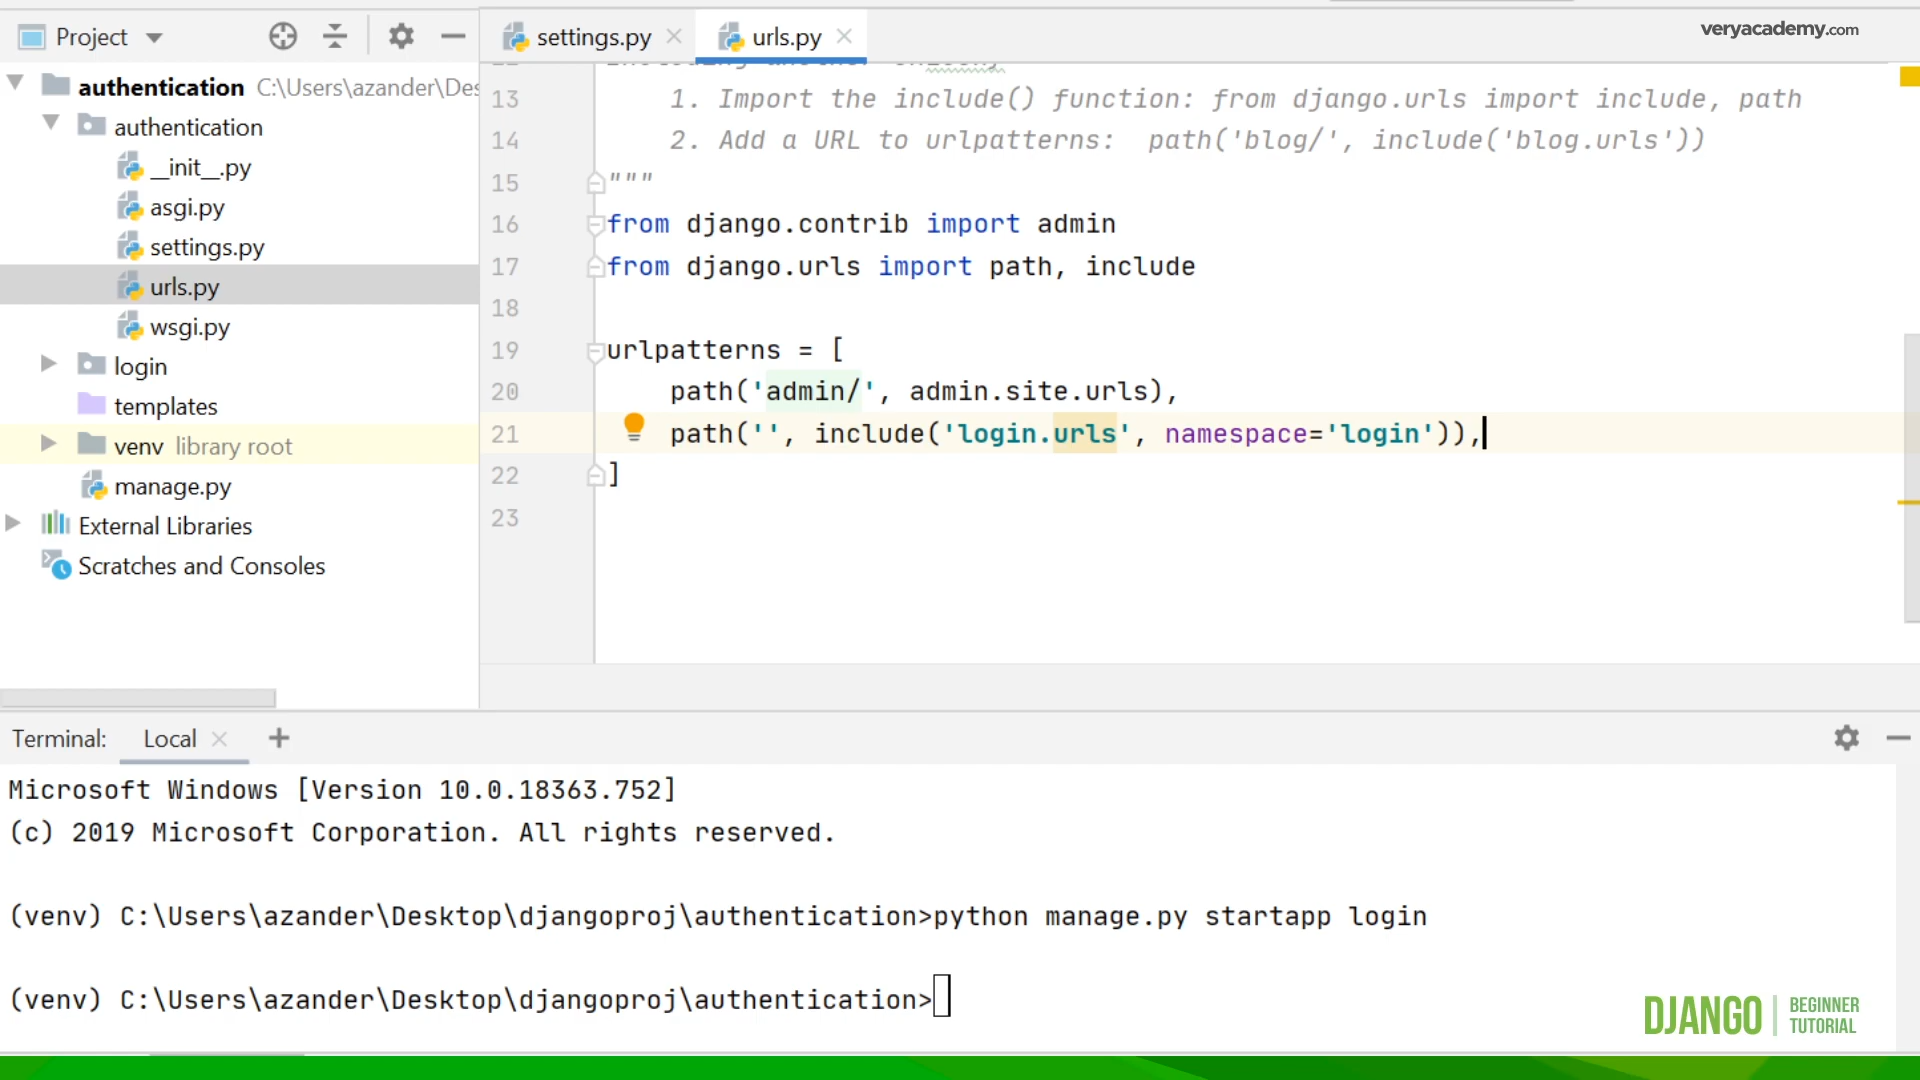 Project
settings.py
urls.py
veryacademy.com
authentication C:\Users\azander\Des
authentication
__init__.py
asgi.py
settings.py
urls.py
wsgi.py
login
templates
venv library root
manage.py
External Libraries
Scratches and Consoles
13 1. Import the include() function: from django.urls import include, path
14 2. Add a URL to urlpatterns:  path('blog/', include('blog.urls'))
15 """
16 from django.contrib import admin
17 from django.urls import path, include
18
19 urlpatterns = [
20 path('admin/', admin.site.urls),
21 path('', include('login.urls', namespace='login')),
22 ]
23
Terminal: Local
Microsoft Windows [Version 10.0.18363.752]
(c) 2019 Microsoft Corporation. All rights reserved.
(venv) C:\Users\azander\Desktop\djangoproj\authentication>python manage.py startapp login
(venv) C:\Users\azander\Desktop\djangoproj\authentication>
DJANGO
BEGINNER
TUTORIAL